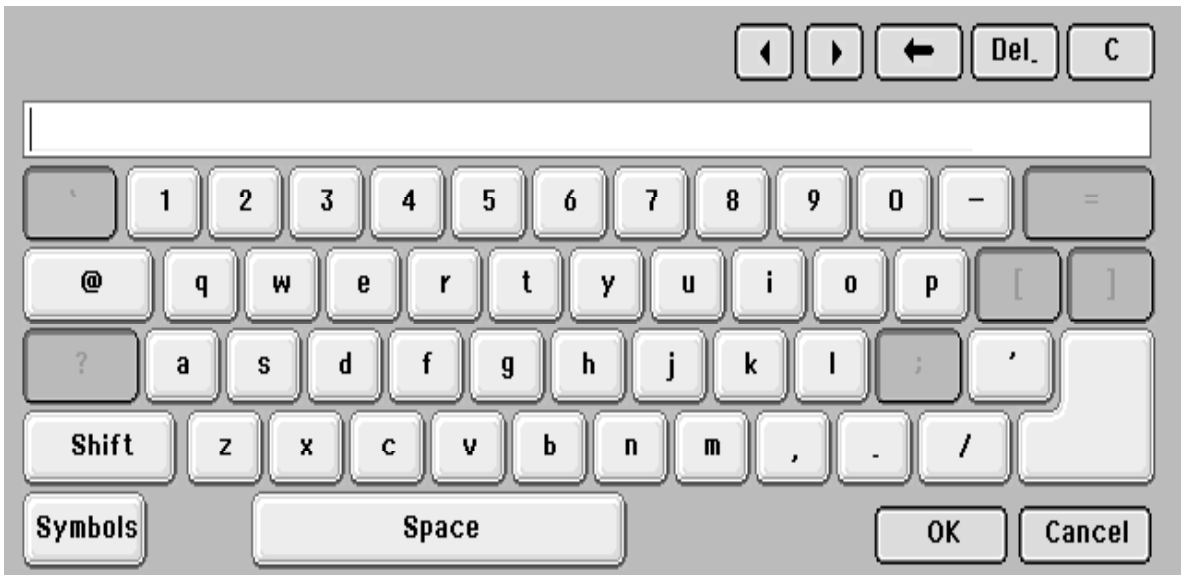 Del. C
` 1 2 3 4 5 6 7 8 9 0 - =
@ q w e r t y u i o p [ ]
? a s d f g h j k l ; '
Shift z x c v b n m , . /
Symbols Space OK Cancel